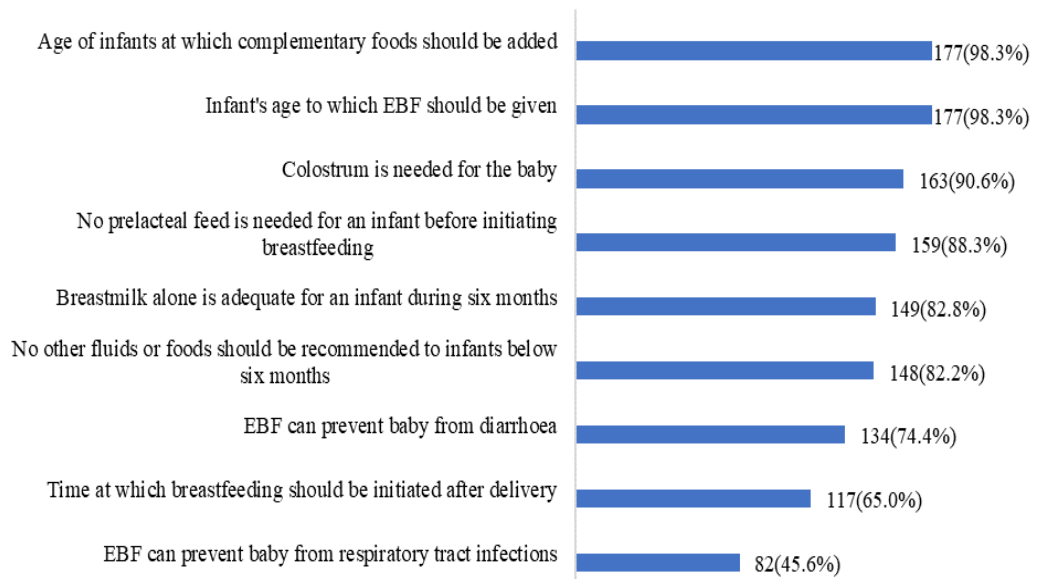 Age of infants at which complementary foods should be added
177(98.3%)
Infant's age to which EBF should be given
177(98.3%)
Colostrum is needed for the baby
163(90.6%)
No prelacteal feed is needed for an infant before initiating
breastfeeding
159(88.3%)
Breastmilk alone is adequate for an infant during six months
149(82.8%)
No other fluids or foods should be recommended to infants below
six months
148(82.2%)
EBF can prevent baby from diarrhoea
134(74.4%)
Time at which breastfeeding should be initiated after delivery
117(65.0%)
EBF can prevent baby from respiratory tract infections
82(45.6%)